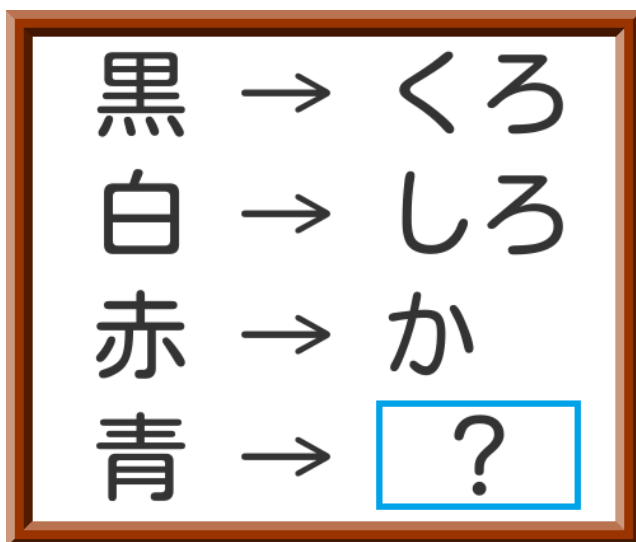 黒 → くろ
白 → しろ
赤 → か
青 → ?